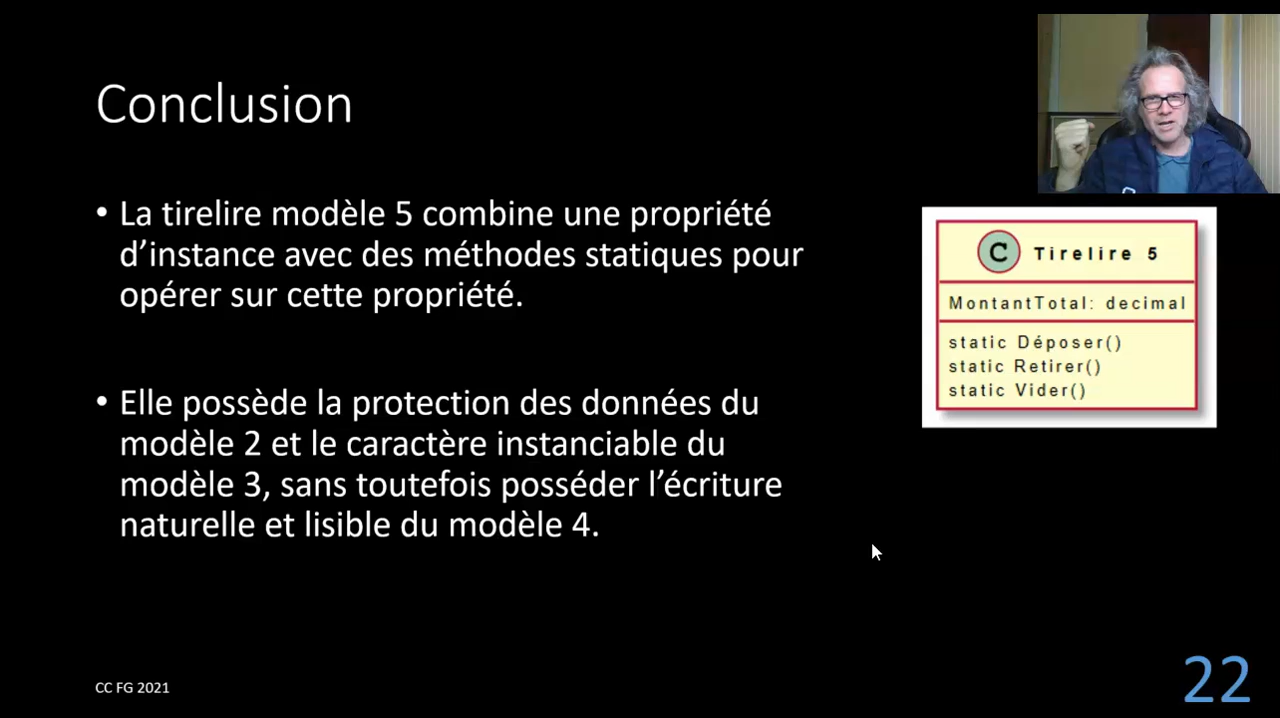 Conclusion
• La tirelire modèle 5 combine une propriété
d’instance avec des méthodes statiques pour
opérer sur cette propriété.
• Elle possède la protection des données du
modèle 2 et le caractère instanciable du
modèle 3, sans toutefois posséder l’écriture
naturelle et lisible du modèle 4.
C Tirelire 5
MontantTotal: decimal
static Déposer()
static Retirer()
static Vider()
CC FG 2021
22